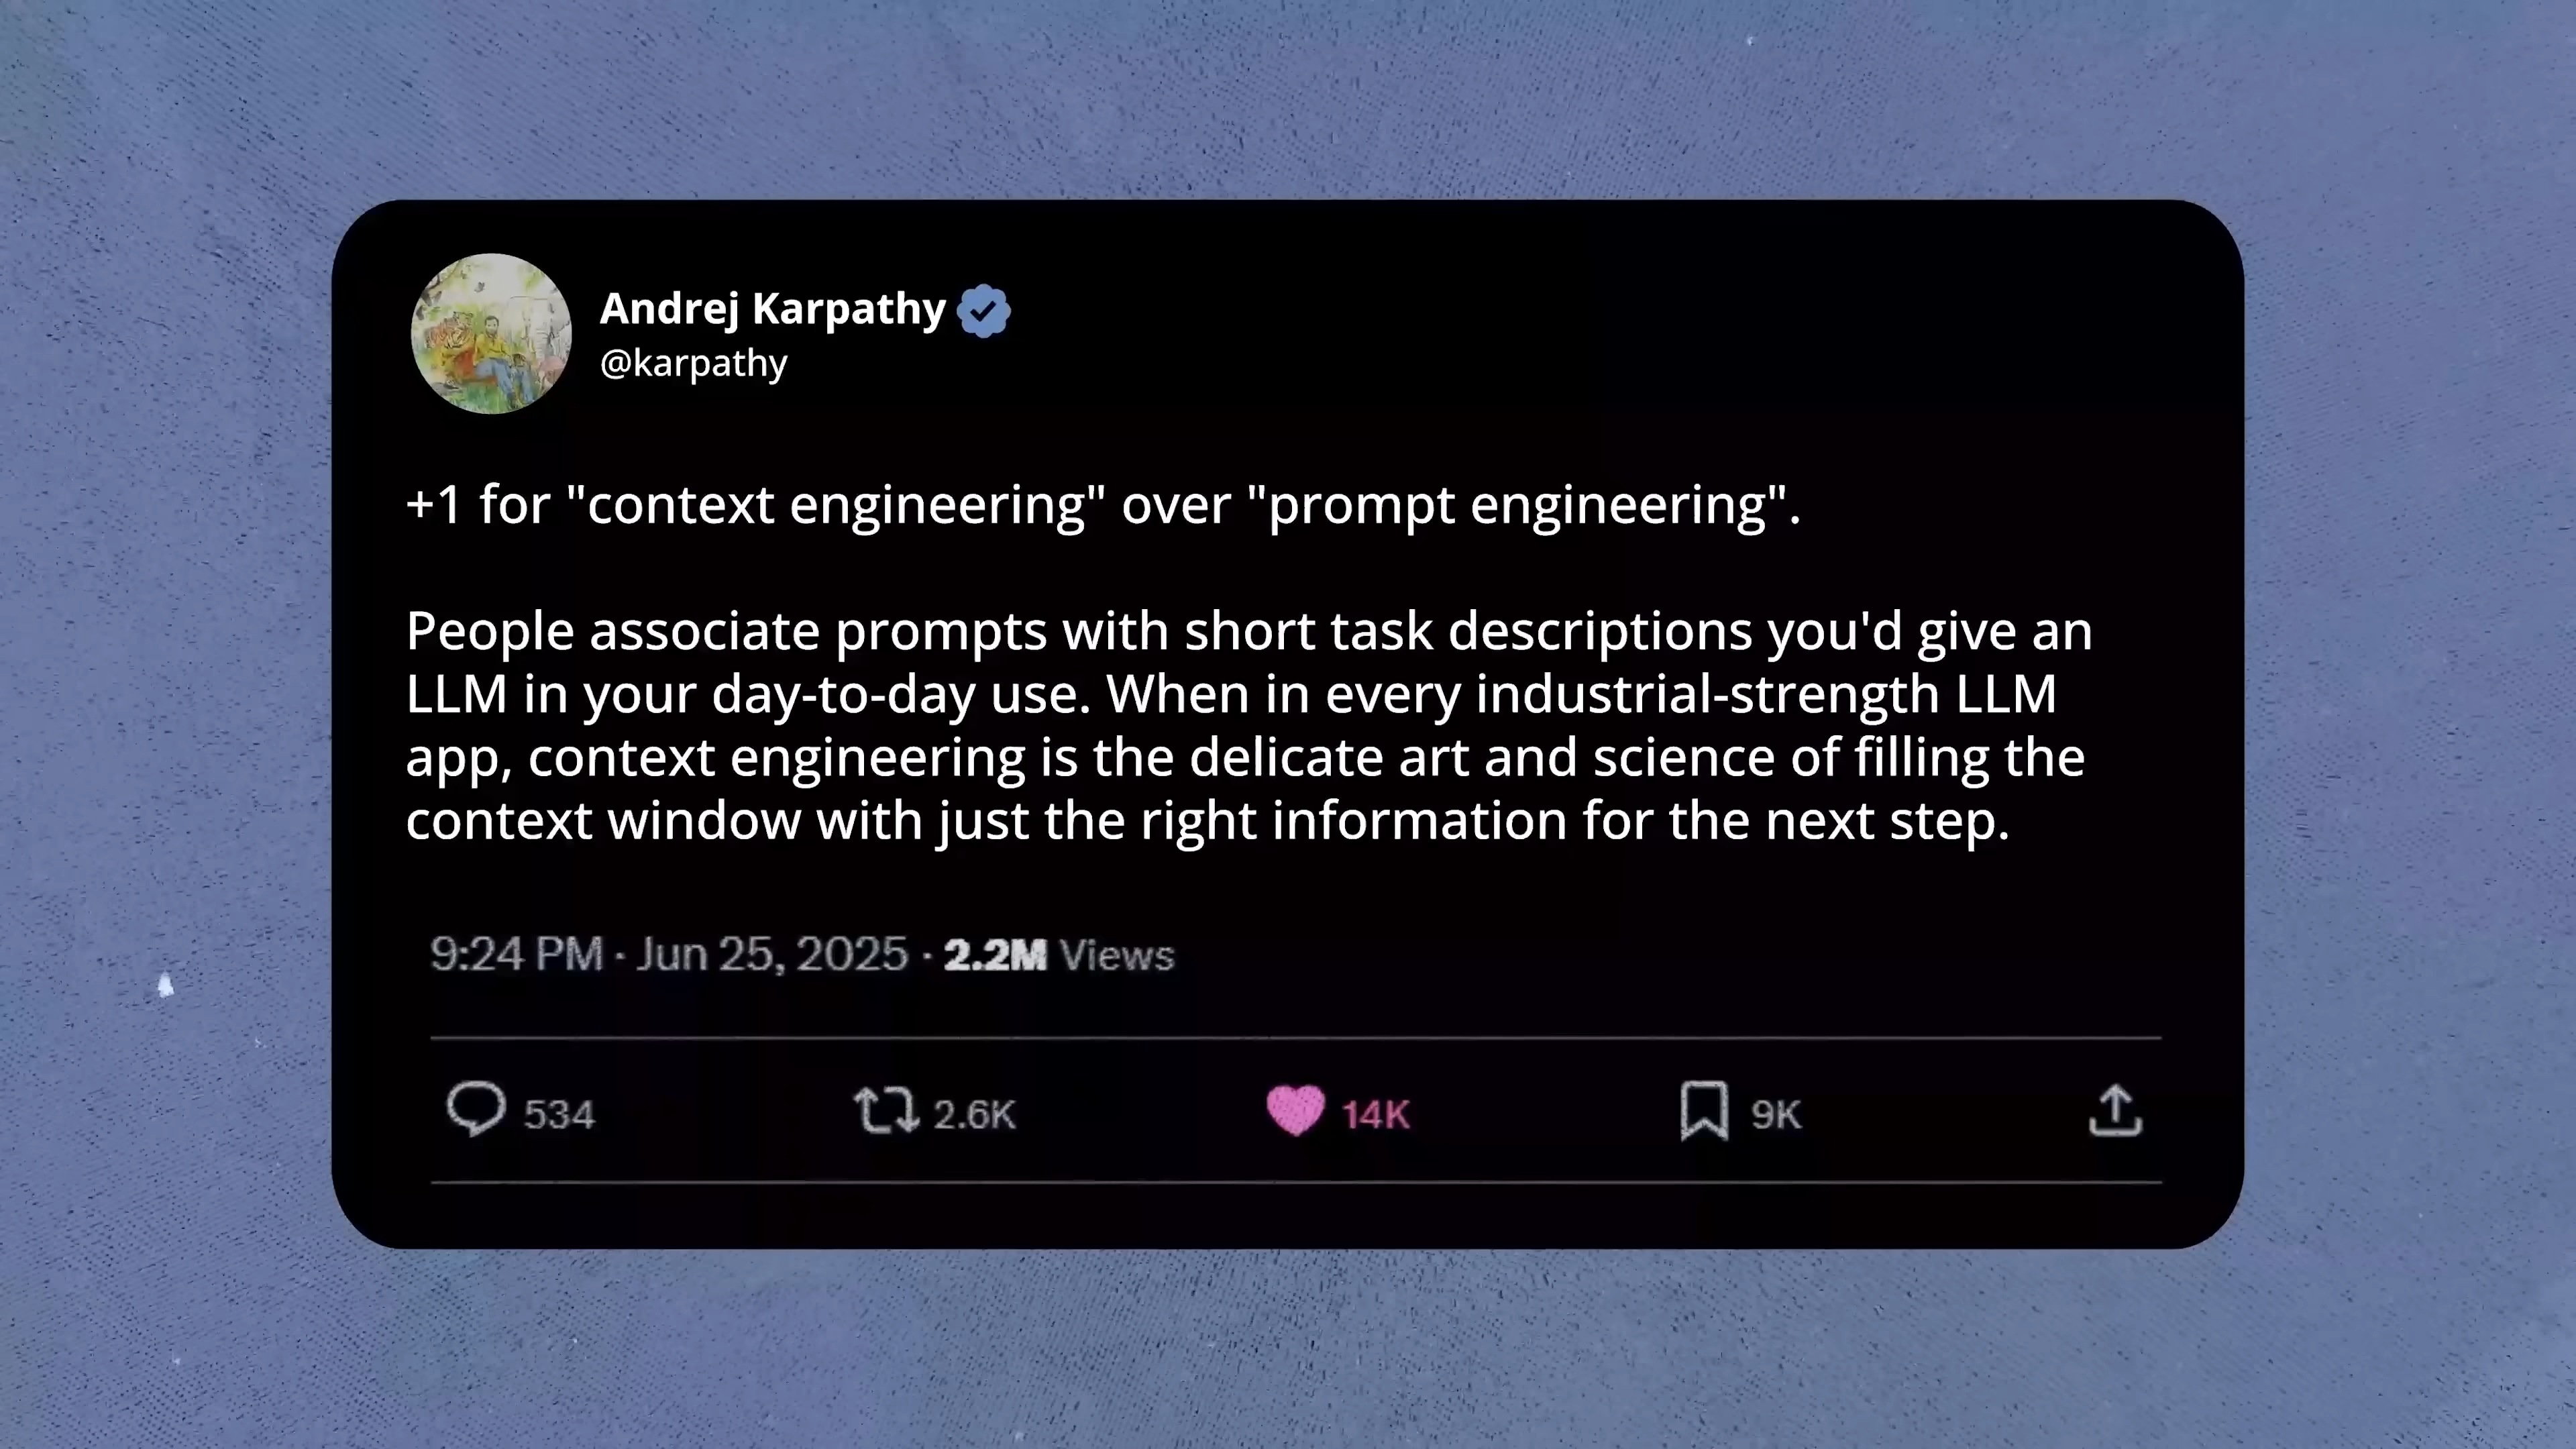 Andrej Karpathy
@karpathy
+1 for "context engineering" over "prompt engineering".
People associate prompts with short task descriptions you'd give an
LLM in your day-to-day use. When in every industrial-strength LLM
app, context engineering is the delicate art and science of filling the
context window with just the right information for the next step.
9:24 PM · Jun 25, 2025 · 2.2M Views
534 2.6K 14K 9K